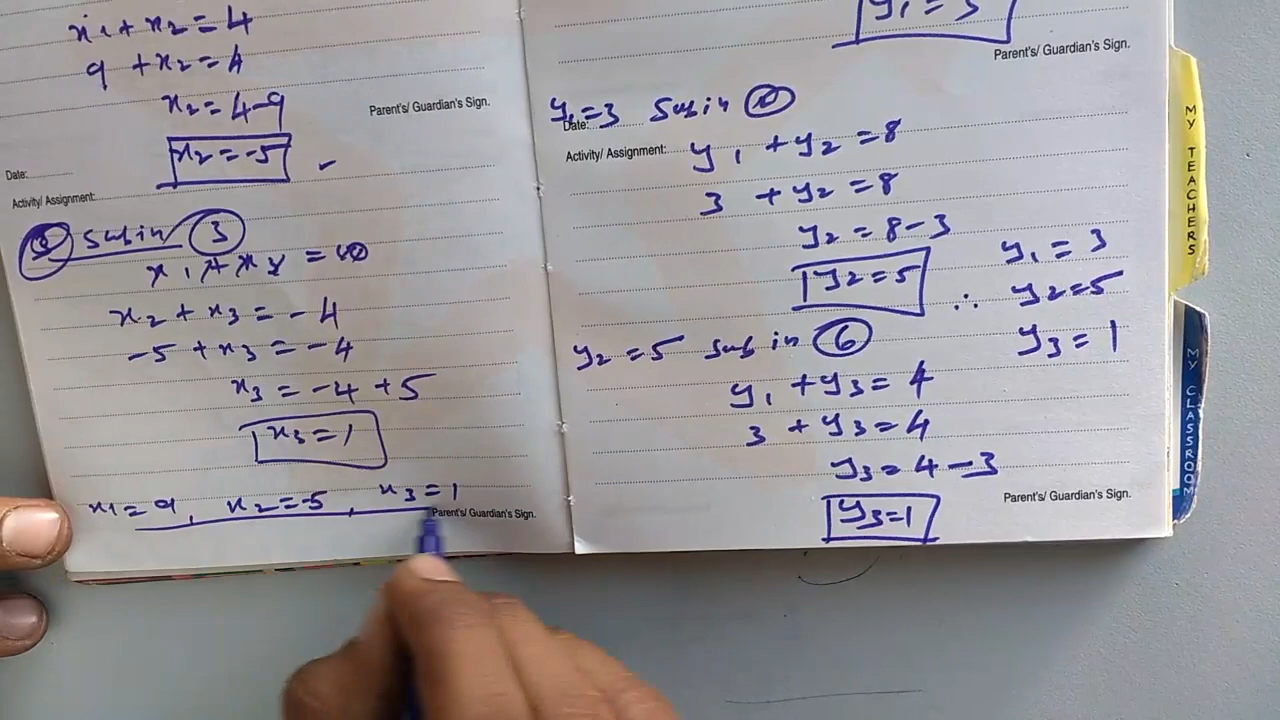 x1 + x2 = 4
9 + x2 = 4
x2 = 4-9
Parent's/ Guardian's Sign.
x2 = -5
Date:
Activity/ Assignment:
sub in 3
x2 + x3 = -4
-5 + x3 = -4
x3 = -4 + 5
x3 = 1
x1 = 9, x2 = -5, x3 = 1
Parent's/ Guardian's Sign.
y1 = 3
Parent's/ Guardian's Sign.
y1 = 3 sub in
Date:
Activity/ Assignment:
y1 + y2 = 8
3 + y2 = 8
y2 = 8 - 3
y2 = 5
y1 = 3
∴ y2 = 5
y3 = 1
y2 = 5 sub in 6
y1 + y3 = 4
3 + y3 = 4
y3 = 4 - 3
y3 = 1
Parent's/ Guardian's Sign.
MY TEACHERS
MY CLASSROOM